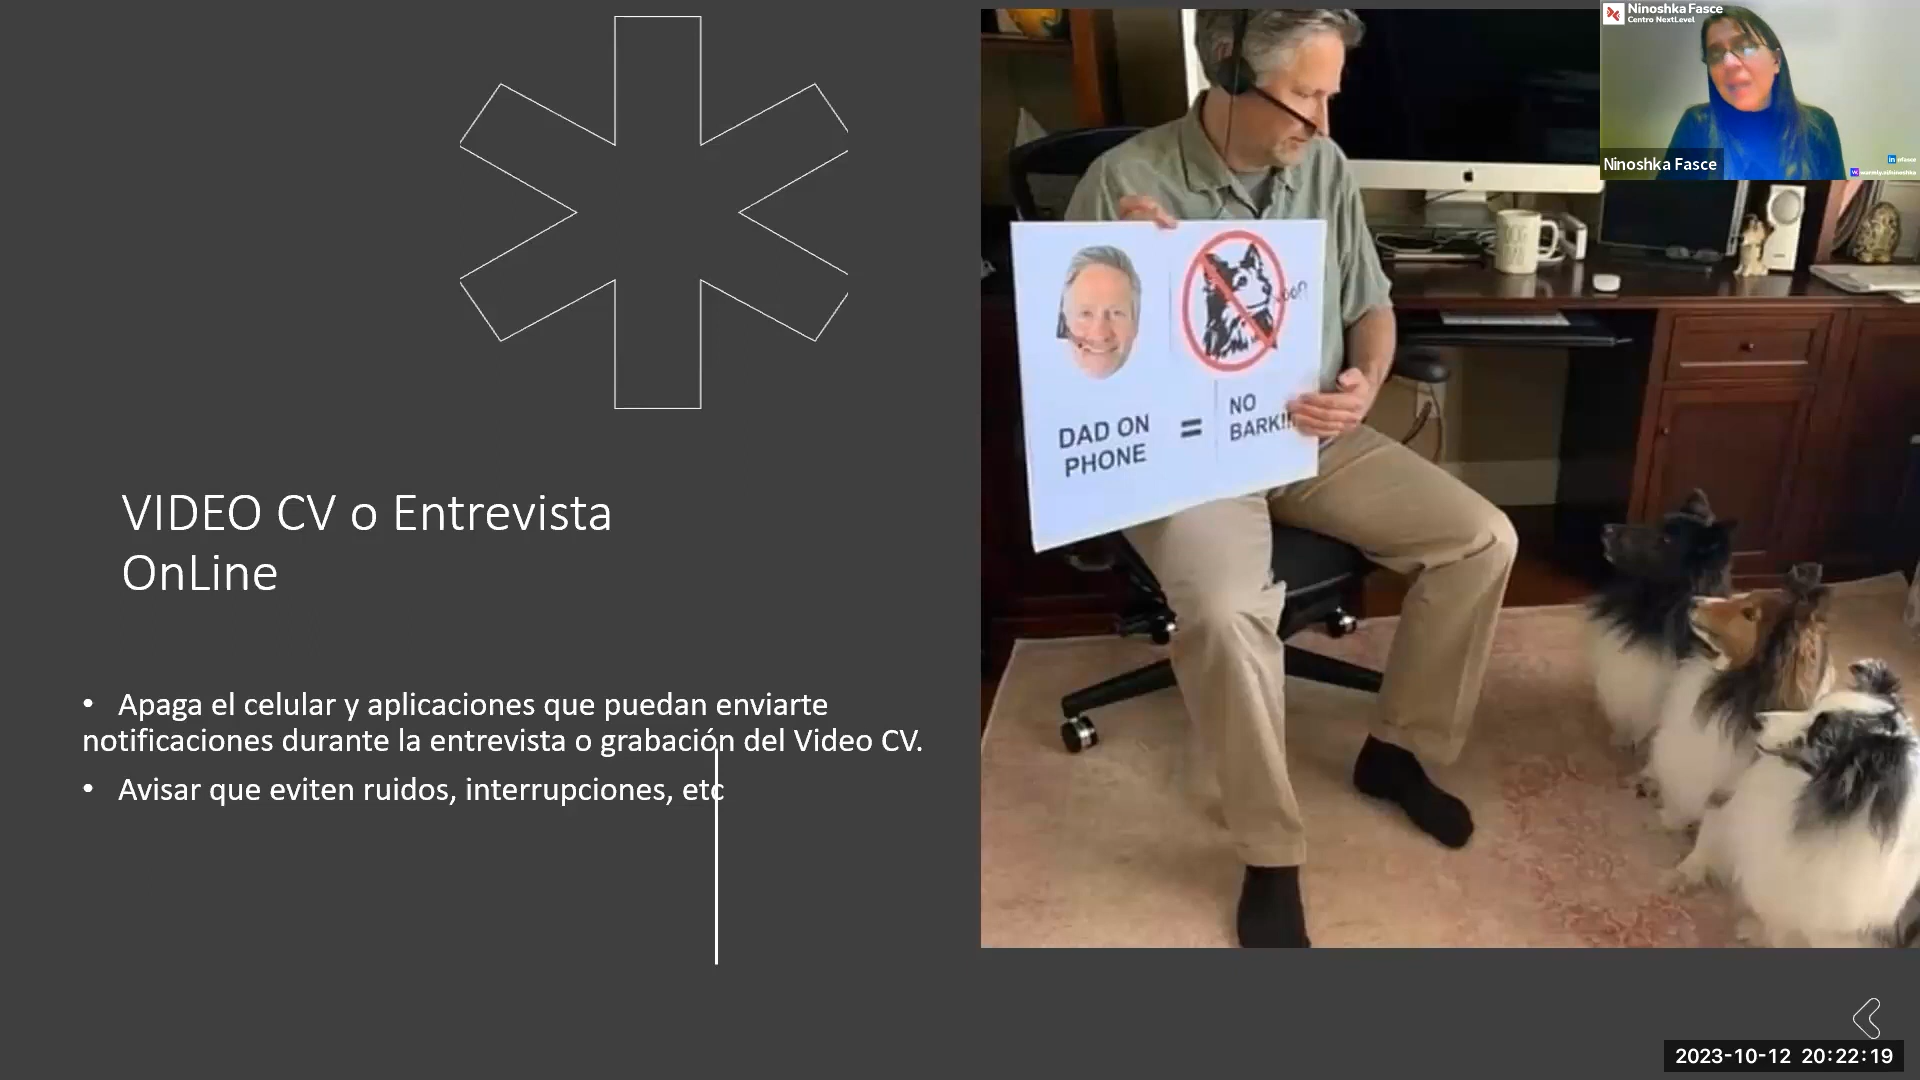 Ninoshka Fasce
Centro NextLevel
Ninoshka Fasce
DAD ON
PHONE
=
NO
BARK!!!
VIDEO CV o Entrevista
OnLine
• Apaga el celular y aplicaciones que puedan enviarte
notificaciones durante la entrevista o grabación del Video CV.
• Avisar que eviten ruidos, interrupciones, etc
2023-10-12 20:22:19